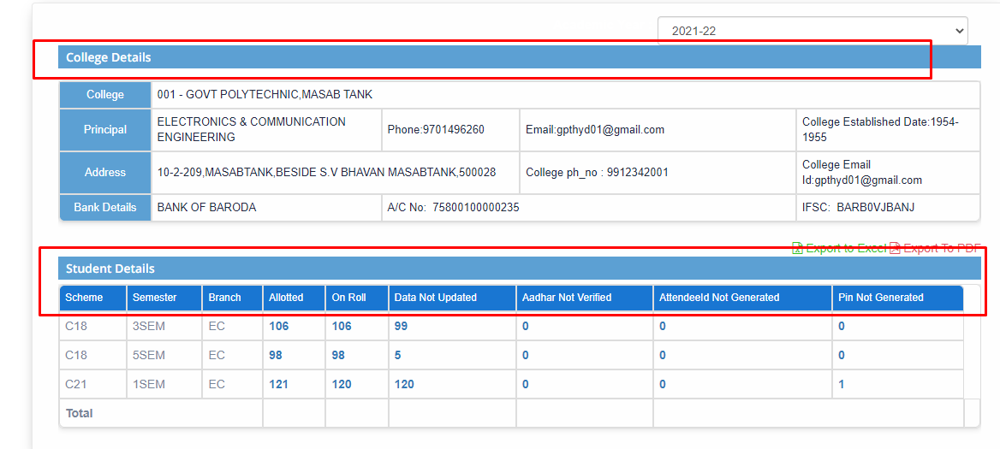 2021-22
College Details
College 001 - GOVT POLYTECHNIC,MASAB TANK
Principal ELECTRONICS & COMMUNICATION ENGINEERING Phone:9701496260 Email:gpthyd01@gmail.com College Established Date:1954-1955
Address 10-2-209,MASABTANK,BESIDE S.V BHAVAN MASABTANK,500028 College ph_no : 9912342001 College Email Id:gpthyd01@gmail.com
Bank Details BANK OF BARODA A/C No: 75800100000235 IFSC: BARB0VJBANJ
Export to Excel Export To PDF
Student Details
Scheme Semester Branch Allotted On Roll Data Not Updated Aadhar Not Verified AttendeeId Not Generated Pin Not Generated
C18 3SEM EC 106 106 99 0 0 0
C18 5SEM EC 98 98 5 0 0 0
C21 1SEM EC 121 120 120 0 0 1
Total